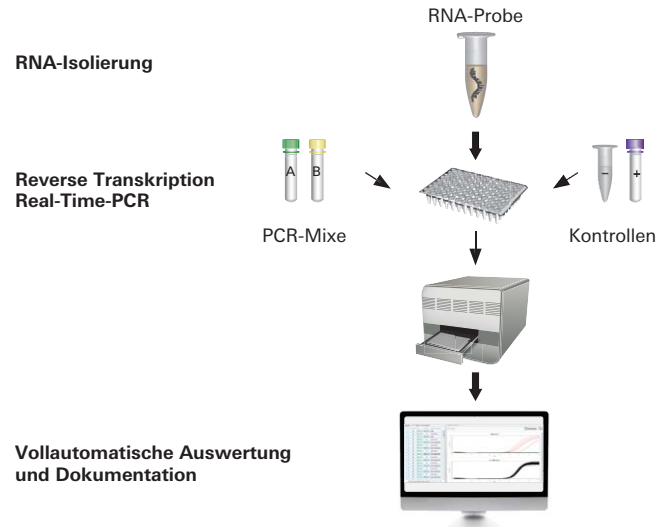 RNA-Probe
RNA-Isolierung
A B
- +
Reverse Transkription
Real-Time-PCR
PCR-Mixe
Kontrollen
Vollautomatische Auswertung
und Dokumentation